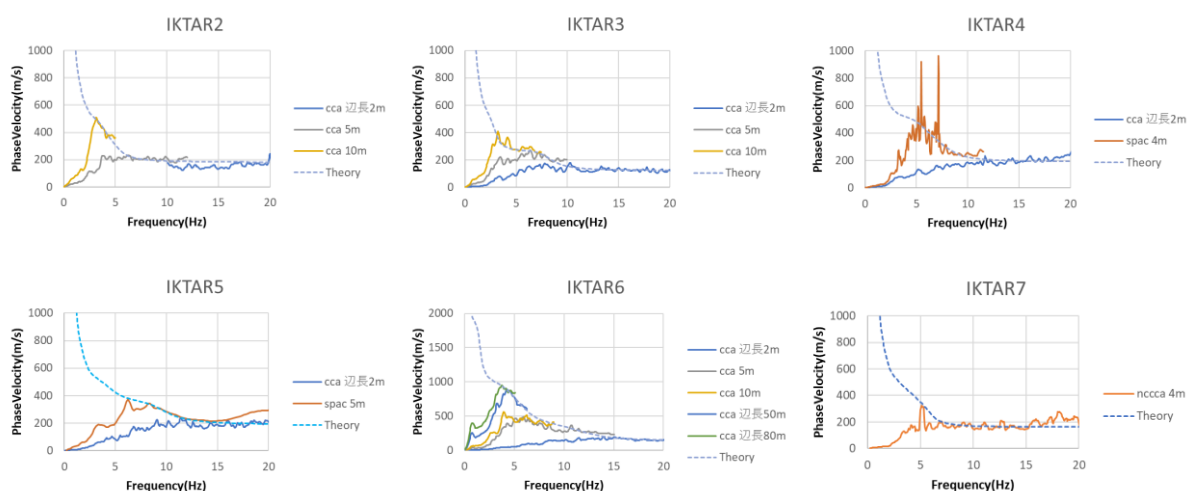 IKTAR2
PhaseVelocity(m/s)
1000
800
600
400
200
0
0 5 10 15 20
Frequency(Hz)
cca 辺長2m
cca 5m
cca 10m
Theory
IKTAR3
PhaseVelocity(m/s)
1000
800
600
400
200
0
0 5 10 15 20
Frequency(Hz)
cca 辺長2m
cca 5m
cca 10m
Theory
IKTAR4
PhaseVelocity(m/s)
1000
800
600
400
200
0
0 5 10 15 20
Frequency(Hz)
cca 辺長2m
spac 4m
Theory
IKTAR5
PhaseVelocity(m/s)
1000
800
600
400
200
0
0 5 10 15 20
Frequency(Hz)
cca 辺長2m
spac 5m
Theory
IKTAR6
PhaseVelocity(m/s)
2000
1500
1000
500
0
0 5 10 15 20
Frequency(Hz)
cca 辺長2m
cca 5m
cca 10m
cca 辺長50m
cca 辺長80m
Theory
IKTAR7
PhaseVelocity(m/s)
1000
800
600
400
200
0
0 5 10 15 20
Frequency(Hz)
nccca 4m
Theory